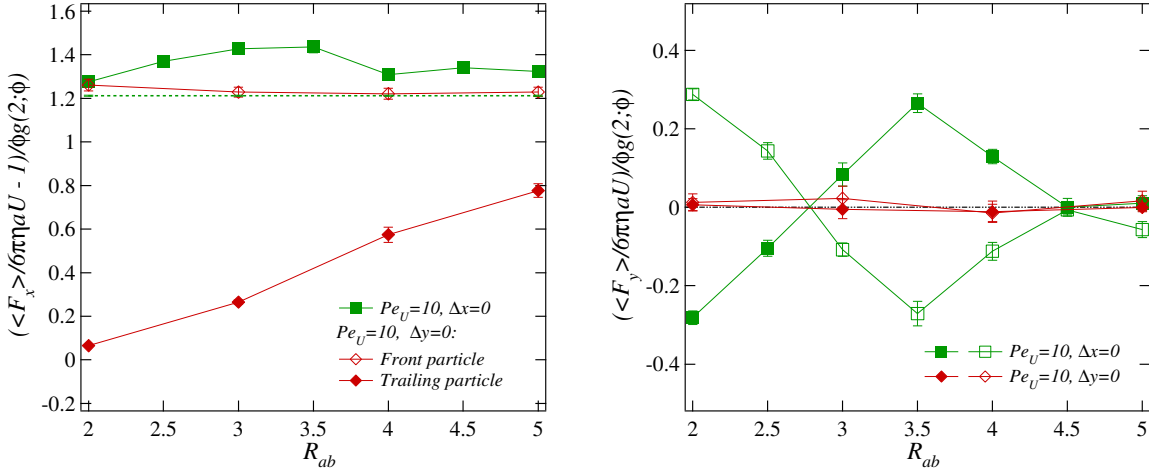 (<F_x>/6πηaU - 1)/ϕg(2;ϕ)
1.6
1.4
1.2
1
0.8
0.6
0.4
0.2
0
-0.2
Pe_U=10, Δx=0
Pe_U=10, Δy=0:
Front particle
Trailing particle
2 2.5 3 3.5 4 4.5 5
R_ab
(<F_y>/6πηaU)/ϕg(2;ϕ)
0.4
0.2
0
-0.2
-0.4
Pe_U=10, Δx=0
Pe_U=10, Δy=0
2 2.5 3 3.5 4 4.5 5
R_ab